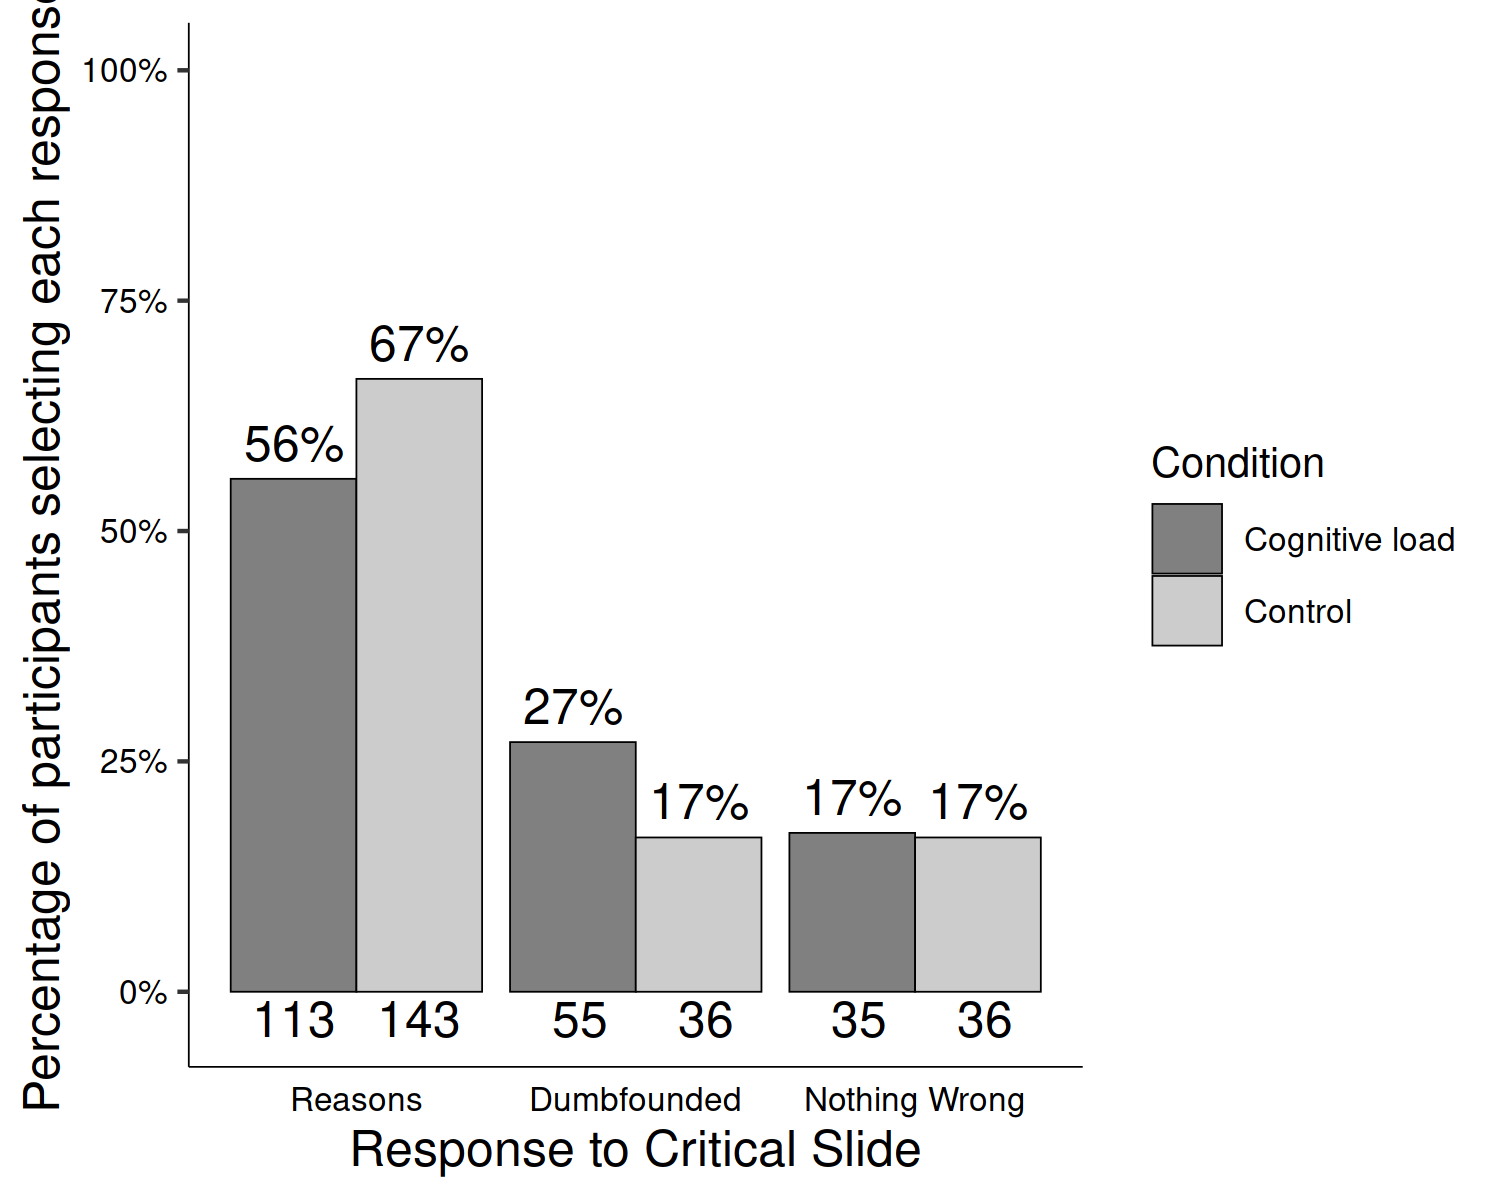 Percentage of participants selecting each response
100%
75%
50%
25%
0%
56%
67%
27%
17%
17%
17%
113
143
55
36
35
36
Reasons
Dumbfounded
Nothing Wrong
Response to Critical Slide
Condition
Cognitive load
Control